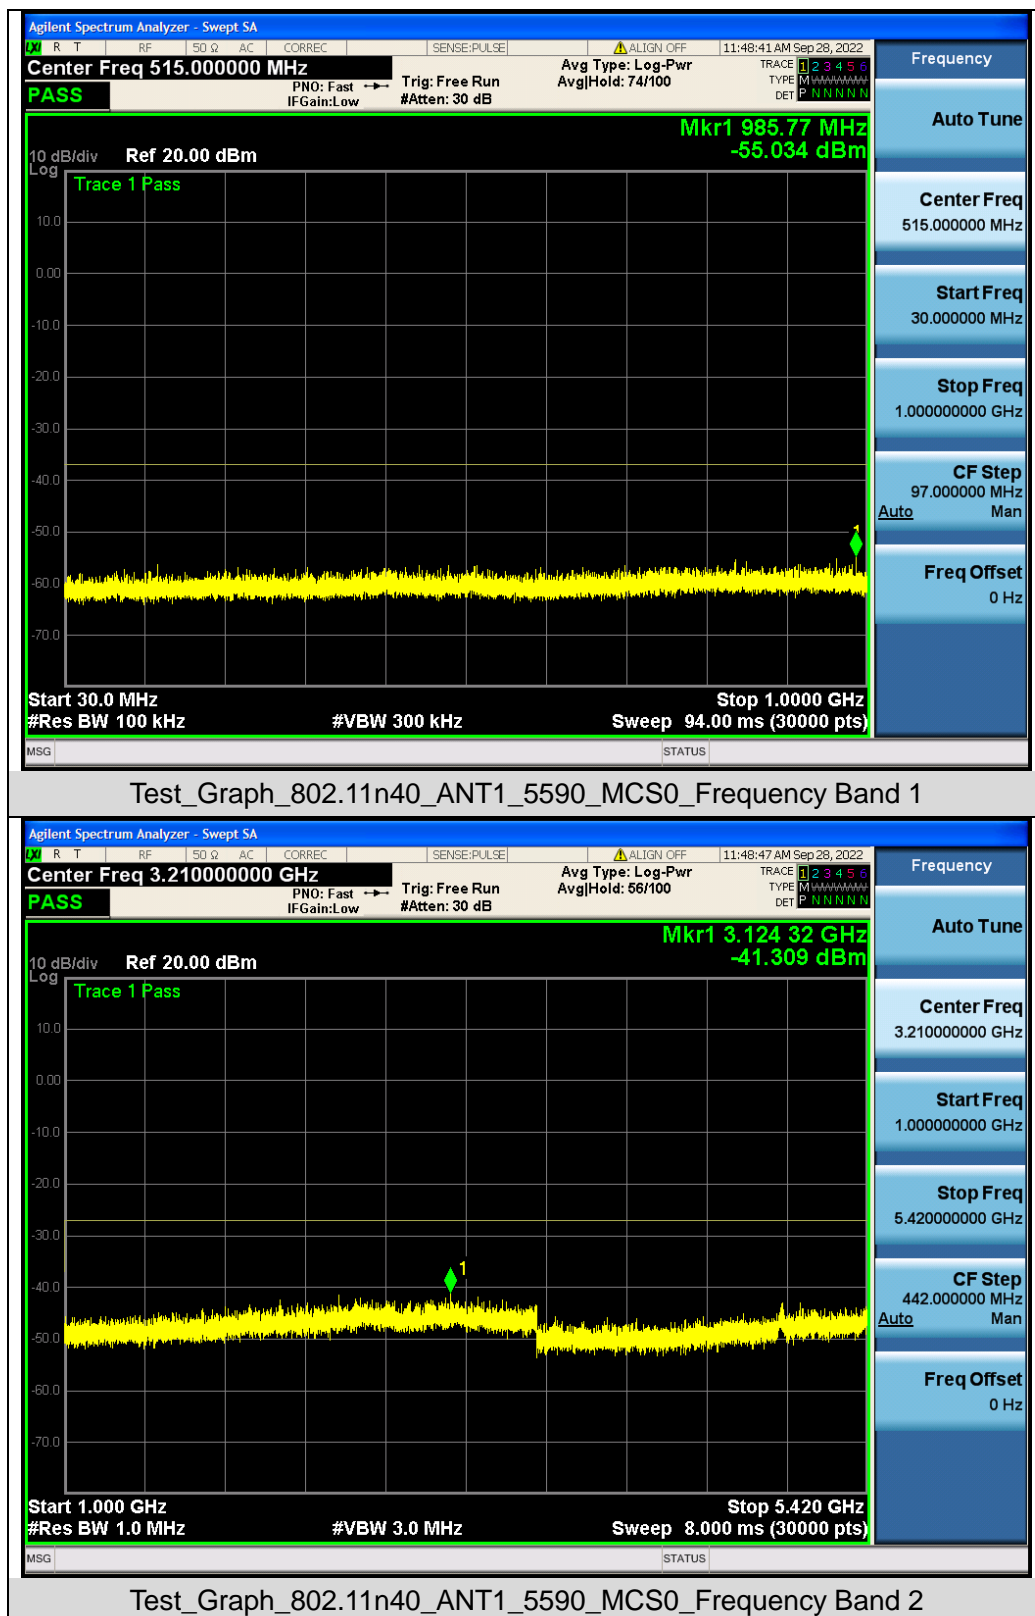 Agilent Spectrum Analyzer - Swept SA
LXI R T RF 50 Ω AC CORREC SENSE:PULSE ALIGN OFF 11:48:41 AM Sep 28, 2022
Center Freq 515.000000 MHz
PASS
PNO: Fast
IFGain:Low
Trig: Free Run
#Atten: 30 dB
Avg Type: Log-Pwr
Avg|Hold: 74/100
TRACE 1 2 3 4 5 6
TYPE M
DET P N N N N N
Mkr1 985.77 MHz
-55.034 dBm
10 dB/div Ref 20.00 dBm
Log
Trace 1 Pass
10.0
0.00
-10.0
-20.0
-30.0
-40.0
-50.0
-60.0
-70.0
1
Start 30.0 MHz Stop 1.0000 GHz
#Res BW 100 kHz #VBW 300 kHz Sweep 94.00 ms (30000 pts)
MSG STATUS
Frequency
Auto Tune
Center Freq
515.000000 MHz
Start Freq
30.000000 MHz
Stop Freq
1.000000000 GHz
CF Step
97.000000 MHz
Auto Man
Freq Offset
0 Hz
Test_Graph_802.11n40_ANT1_5590_MCS0_Frequency Band 1
Agilent Spectrum Analyzer - Swept SA
LXI R T RF 50 Ω AC CORREC SENSE:PULSE ALIGN OFF 11:48:47 AM Sep 28, 2022
Center Freq 3.210000000 GHz
PASS
PNO: Fast
IFGain:Low
Trig: Free Run
#Atten: 30 dB
Avg Type: Log-Pwr
Avg|Hold: 56/100
TRACE 1 2 3 4 5 6
TYPE M
DET P N N N N N
Mkr1 3.124 32 GHz
-41.309 dBm
10 dB/div Ref 20.00 dBm
Log
Trace 1 Pass
10.0
0.00
-10.0
-20.0
-30.0
-40.0
-50.0
-60.0
-70.0
1
Start 1.000 GHz Stop 5.420 GHz
#Res BW 1.0 MHz #VBW 3.0 MHz Sweep 8.000 ms (30000 pts)
MSG STATUS
Frequency
Auto Tune
Center Freq
3.210000000 GHz
Start Freq
1.000000000 GHz
Stop Freq
5.420000000 GHz
CF Step
442.000000 MHz
Auto Man
Freq Offset
0 Hz
Test_Graph_802.11n40_ANT1_5590_MCS0_Frequency Band 2